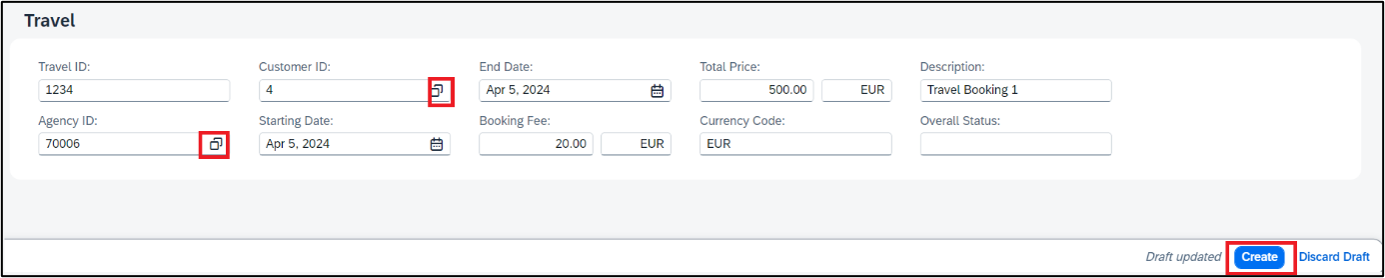 Travel
Travel ID: Customer ID: End Date: Total Price: Description:
1234 4 Apr 5, 2024 500.00 EUR Travel Booking 1
Agency ID: Starting Date: Booking Fee: Currency Code: Overall Status:
70006 Apr 5, 2024 20.00 EUR EUR
Draft updated Create Discard Draft